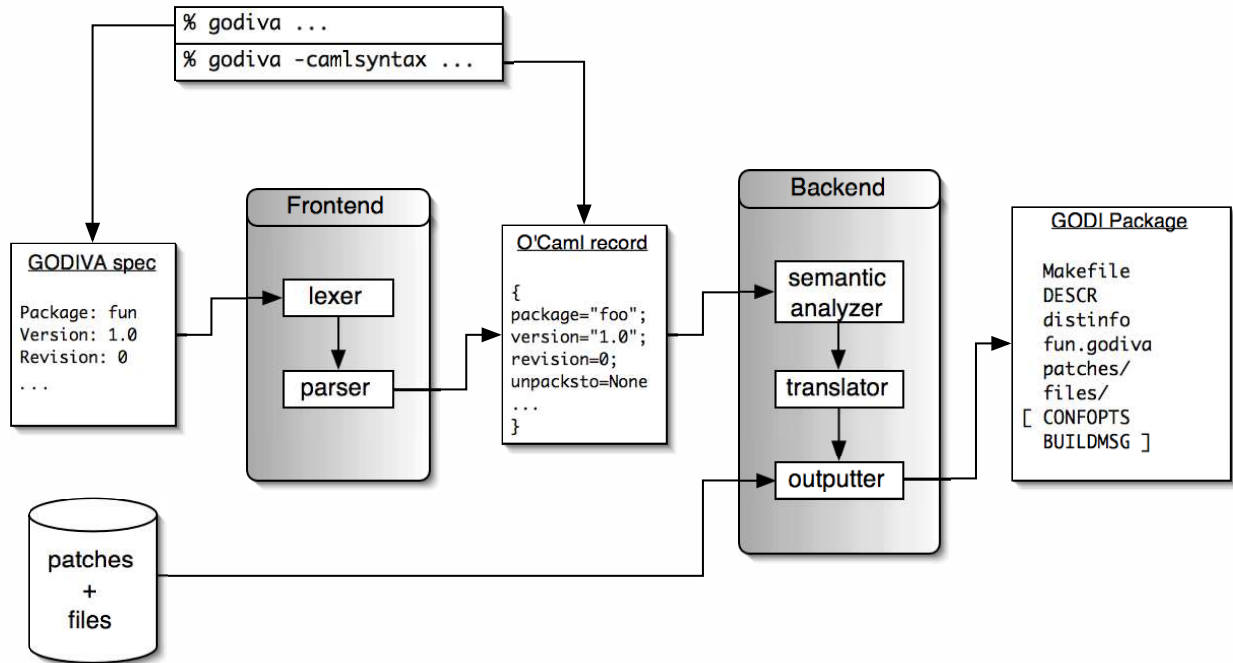 % godiva ...
% godiva -camlsyntax ...
GODIVA spec
Package: fun
Version: 1.0
Revision: 0
...
Frontend
lexer
parser
O'Caml record
{
package="foo";
version="1.0";
revision=0;
unpacksto=None
...
}
Backend
semantic
analyzer
translator
outputter
GODI Package
Makefile
DESCR
distinfo
fun.godiva
patches/
files/
[ CONFOPTS
BUILDMSG ]
patches
+
files